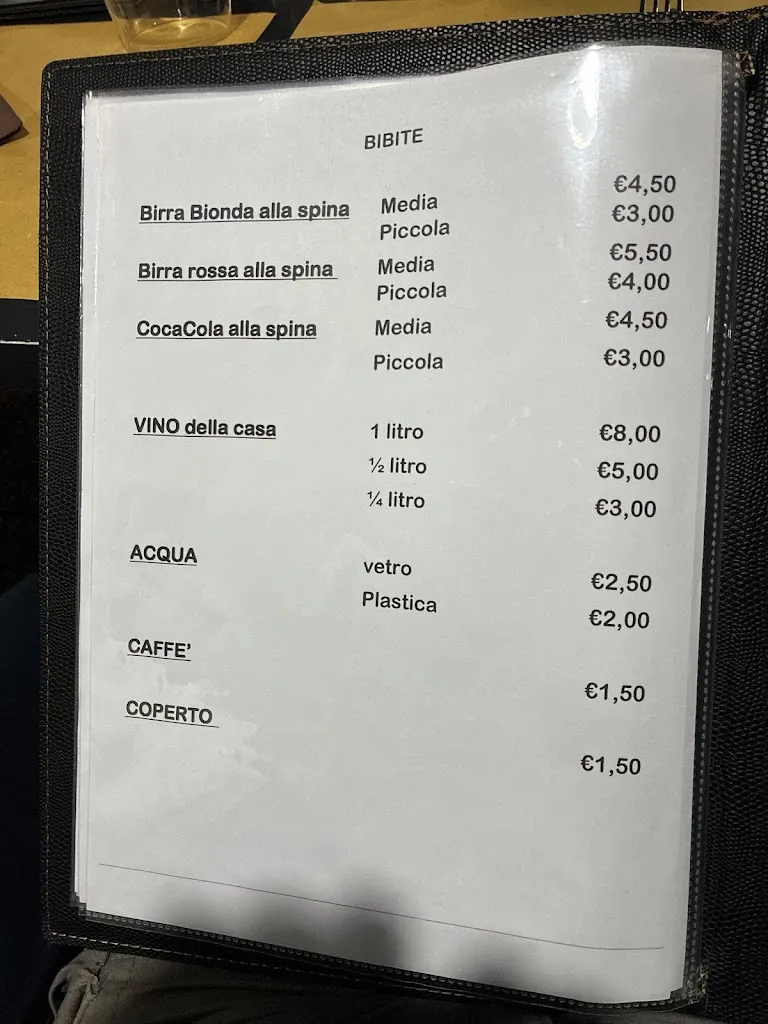 BIBITE
Birra Bionda alla spina Media €4,50
Piccola €3,00
Birra rossa alla spina Media €5,50
Piccola €4,00
CocaCola alla spina Media €4,50
Piccola €3,00
VINO della casa 1 litro €8,00
½ litro €5,00
¼ litro €3,00
ACQUA vetro €2,50
Plastica €2,00
CAFFE' €1,50
COPERTO €1,50